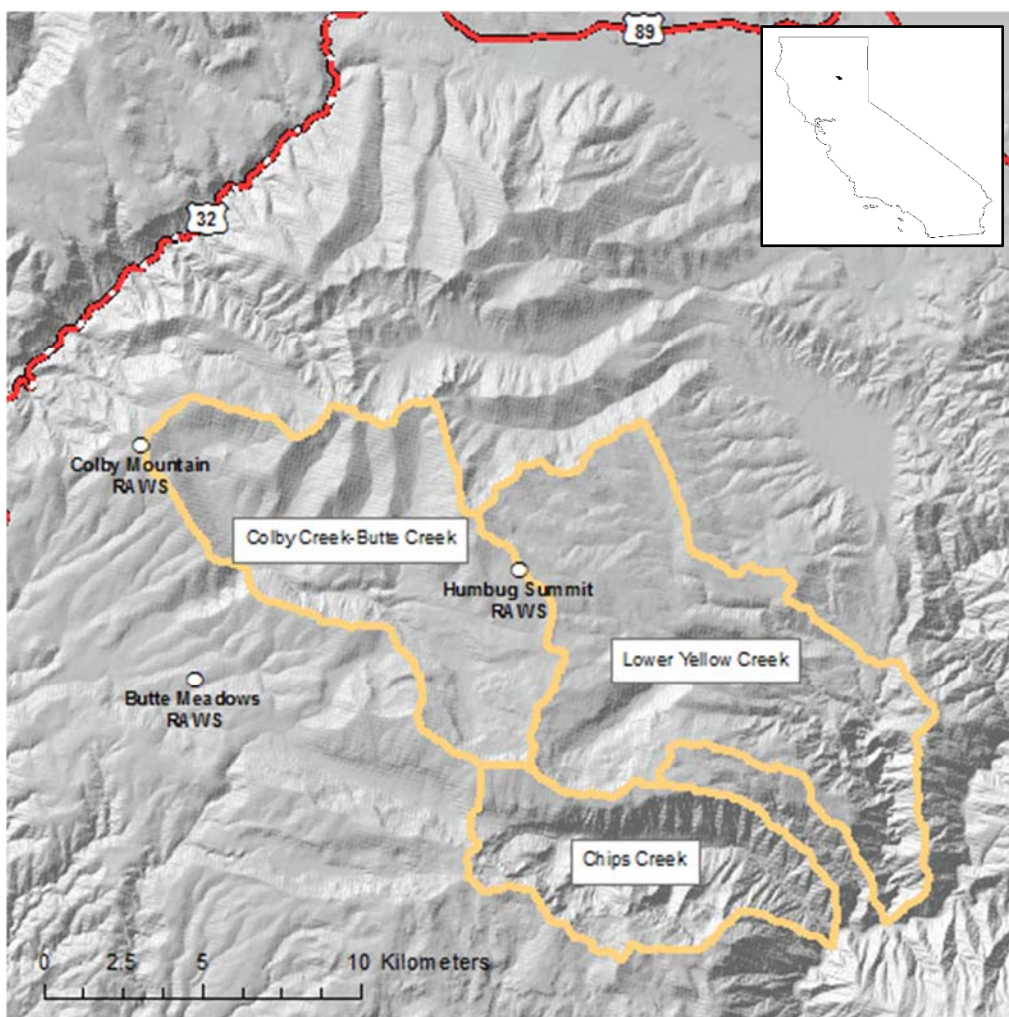 89
32
Colby Mountain
RAWS
Colby Creek-Butte Creek
Humbug Summit
RAWS
Lower Yellow Creek
Butte Meadows
RAWS
Chips Creek
0 2.5 5 10 Kilometers